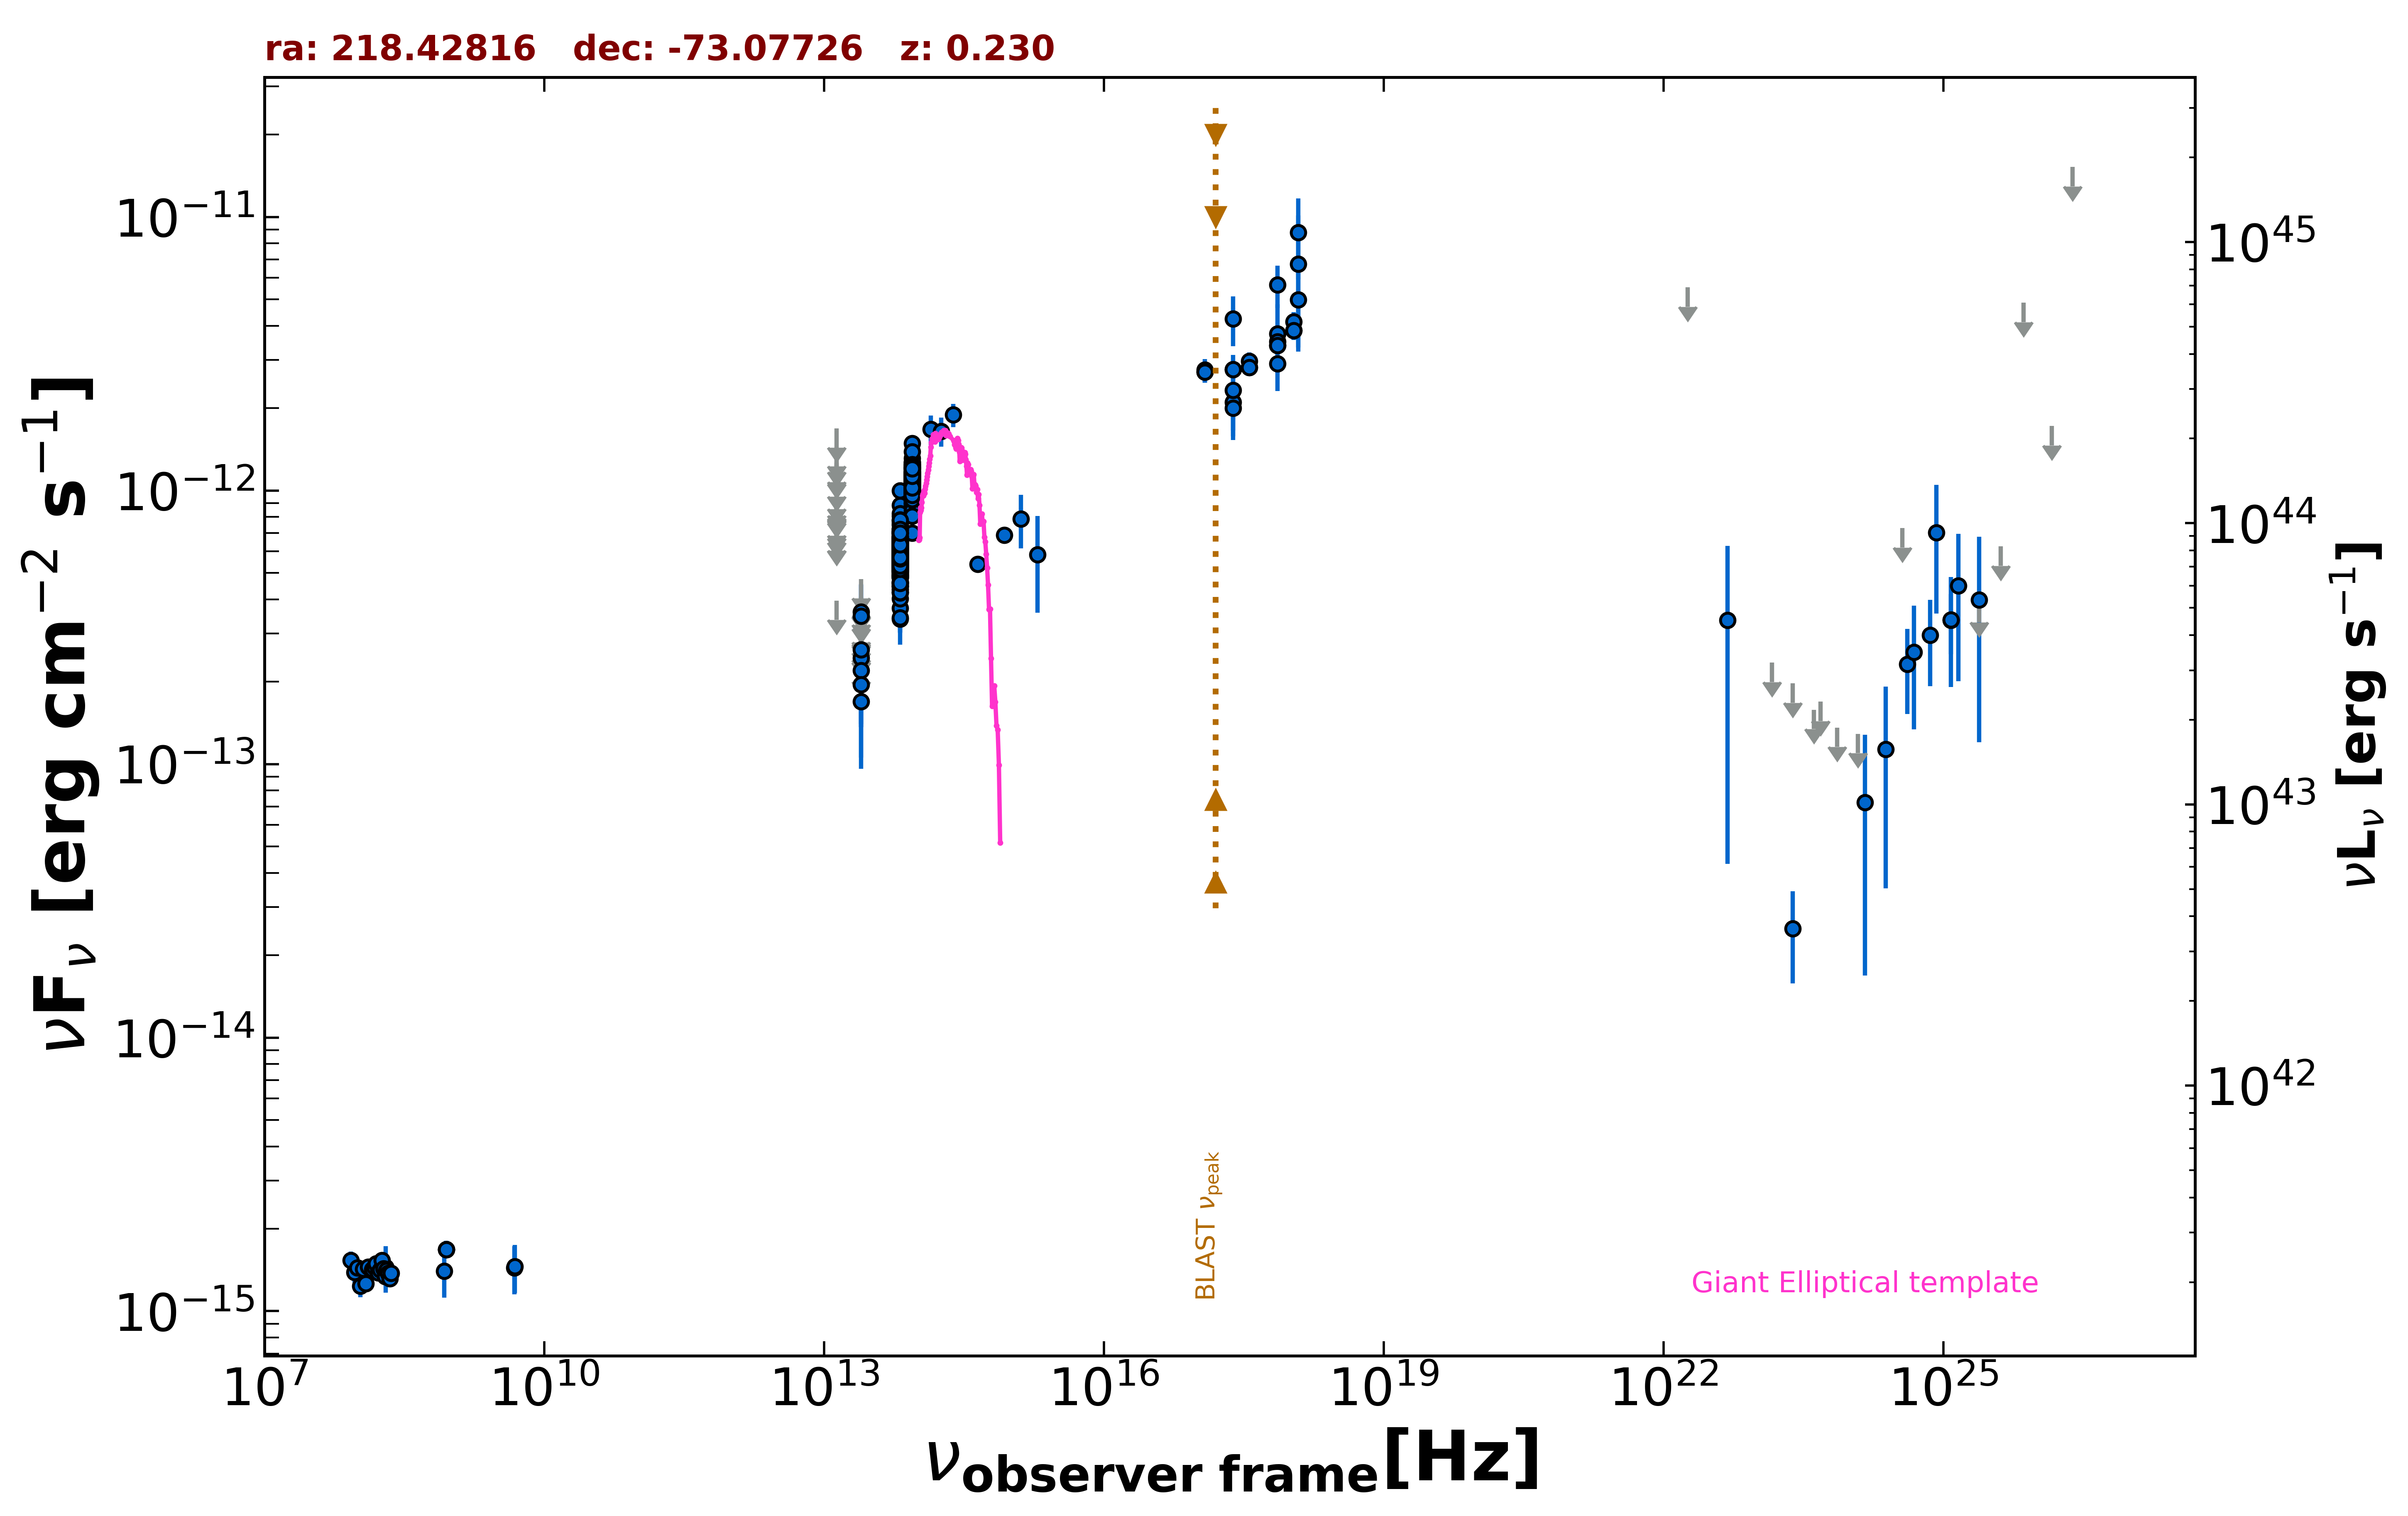 ra: 218.42816 dec: -73.07726 z: 0.230
νF_ν [erg cm^−2 s^−1]
10^−11
10^−12
10^−13
10^−14
10^−15
10^45
10^44
10^43
10^42
νL_ν [erg s^−1]
BLAST ν_peak
Giant Elliptical template
10^7 10^10 10^13 10^16 10^19 10^22 10^25
ν_observer frame [Hz]